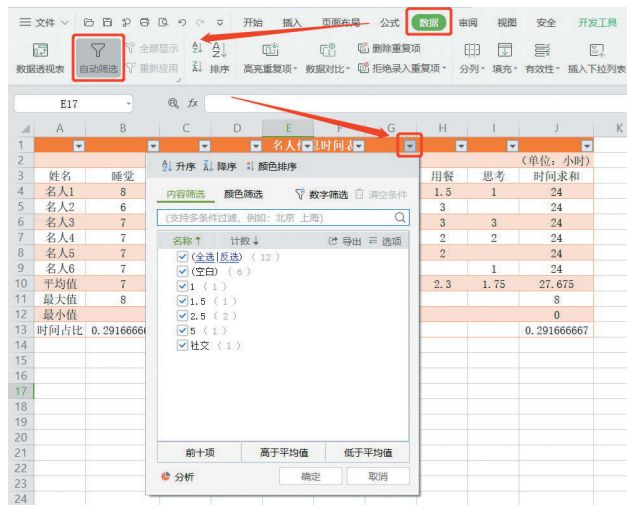 文件 开始 插入 页面布局 公式 数据 审阅 视图 安全 开发工具
全部显示 删除重复项
数据透视表 自动筛选 重新应用 排序 高亮重复项 数据对比 拒绝录入重复项 分列 填充 有效性 插入下拉列表
E17 fx
A B C D E F G H I J K
1 名人
2 (单位：小时)
3 姓名 睡觉 用餐 思考 时间求和
4 名人1 8 1.5 1 24
5 名人2 6 3 24
6 名人3 7 3 3 24
7 名人4 7 2 2 24
8 名人5 7 2 24
9 名人6 7 1 24
10 平均值 7 2.3 1.75 27.675
11 最大值 8 8
12 最小值 0
13 时间占比 0.2916666 0.291666667
14
15
16
17
18
19
20
21
22
23
24
升序 降序 颜色排序
内容筛选 颜色筛选 数字筛选 清空条件
(支持多条件过滤，例如：北京 上海)
名称 计数 导出 选项
(全选|反选) (12)
(空白) (6)
1 (1)
1.5 (1)
2.5 (2)
5 (1)
社交 (1)
前十项 高于平均值 低于平均值
分析 确定 取消